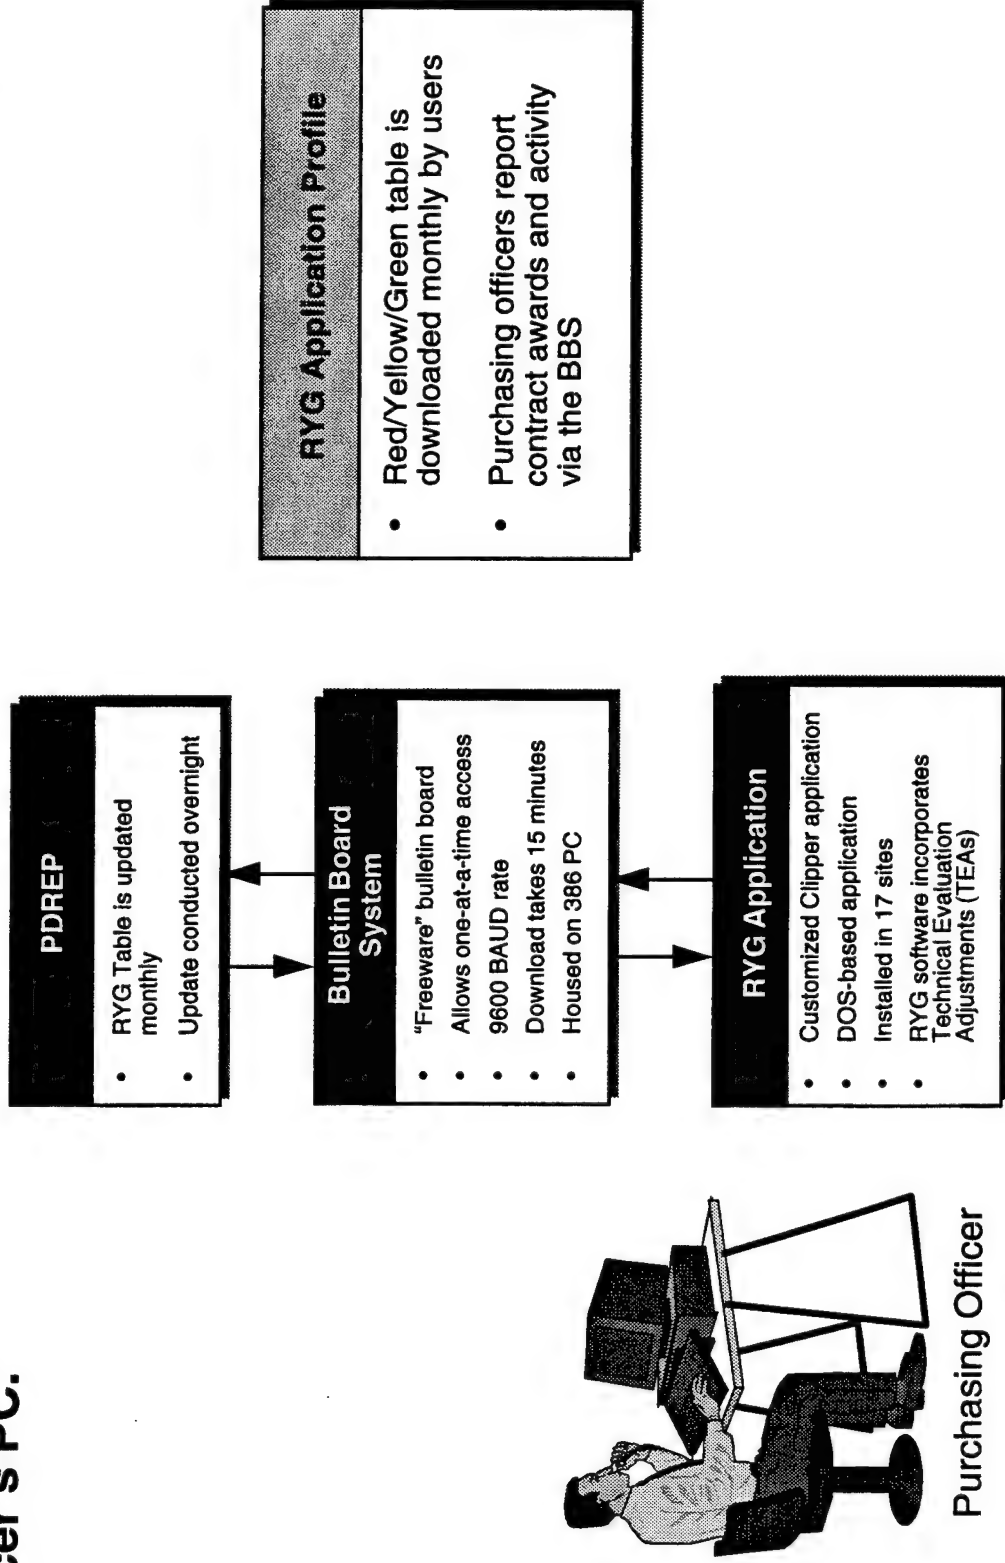 cer's PC.
PDREP
• RYG Table is updated
monthly
• Update conducted overnight
Bulletin Board
System
• "Freeware" bulletin board
• Allows one-at-a-time access
• 9600 BAUD rate
• Download takes 15 minutes
• Housed on 386 PC
RYG Application
• Customized Clipper application
• DOS-based application
• Installed in 17 sites
• RYG software incorporates
Technical Evaluation
Adjustments (TEAs)
Purchasing Officer
RYG Application Profile
• Red/Yellow/Green table is
downloaded monthly by users
• Purchasing officers report
contract awards and activity
via the BBS